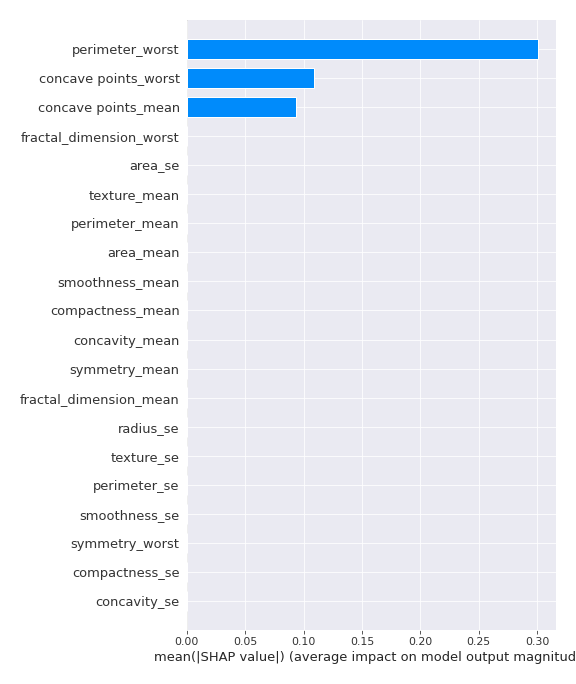 perimeter_worst
concave points_worst
concave points_mean
fractal_dimension_worst
area_se
texture_mean
perimeter_mean
area_mean
smoothness_mean
compactness_mean
concavity_mean
symmetry_mean
fractal_dimension_mean
radius_se
texture_se
perimeter_se
smoothness_se
symmetry_worst
compactness_se
concavity_se
0.00 0.05 0.10 0.15 0.20 0.25 0.30
mean(|SHAP value|) (average impact on model output magnitud